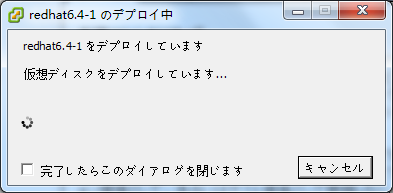 redhat6.4-1 のデプロイ中
redhat6.4-1 をデプロイしています
仮想ディスクをデプロイしています...
完了したらこのダイアログを閉じます
キャンセル